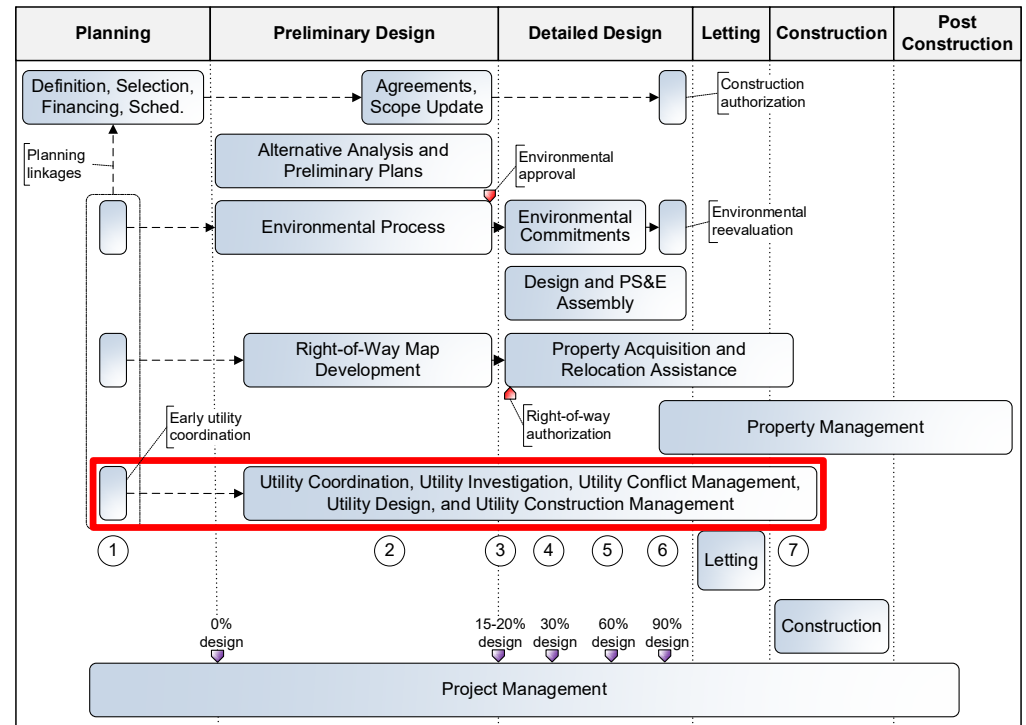 Planning
Preliminary Design
Detailed Design
Letting
Construction
Post
Construction
Definition, Selection,
Financing, Sched.
Agreements,
Scope Update
Construction
authorization
Planning
linkages
Alternative Analysis and
Preliminary Plans
Environmental
approval
Environmental Process
Environmental
Commitments
Environmental
reevaluation
Design and PS&E
Assembly
Right-of-Way Map
Development
Property Acquisition and
Relocation Assistance
Early utility
coordination
Right-of-way
authorization
Property Management
Utility Coordination, Utility Investigation, Utility Conflict Management,
Utility Design, and Utility Construction Management
1
2
3
4
5
6
Letting
7
Construction
0%
design
15-20%
design
30%
design
60%
design
90%
design
Project Management